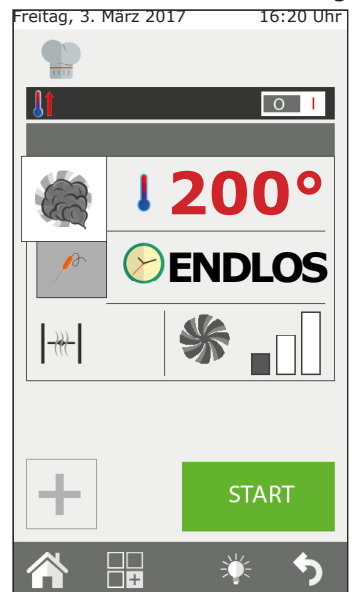 Freitag, 3. März 2017 16:20 Uhr
O I
200°
ENDLOS
START